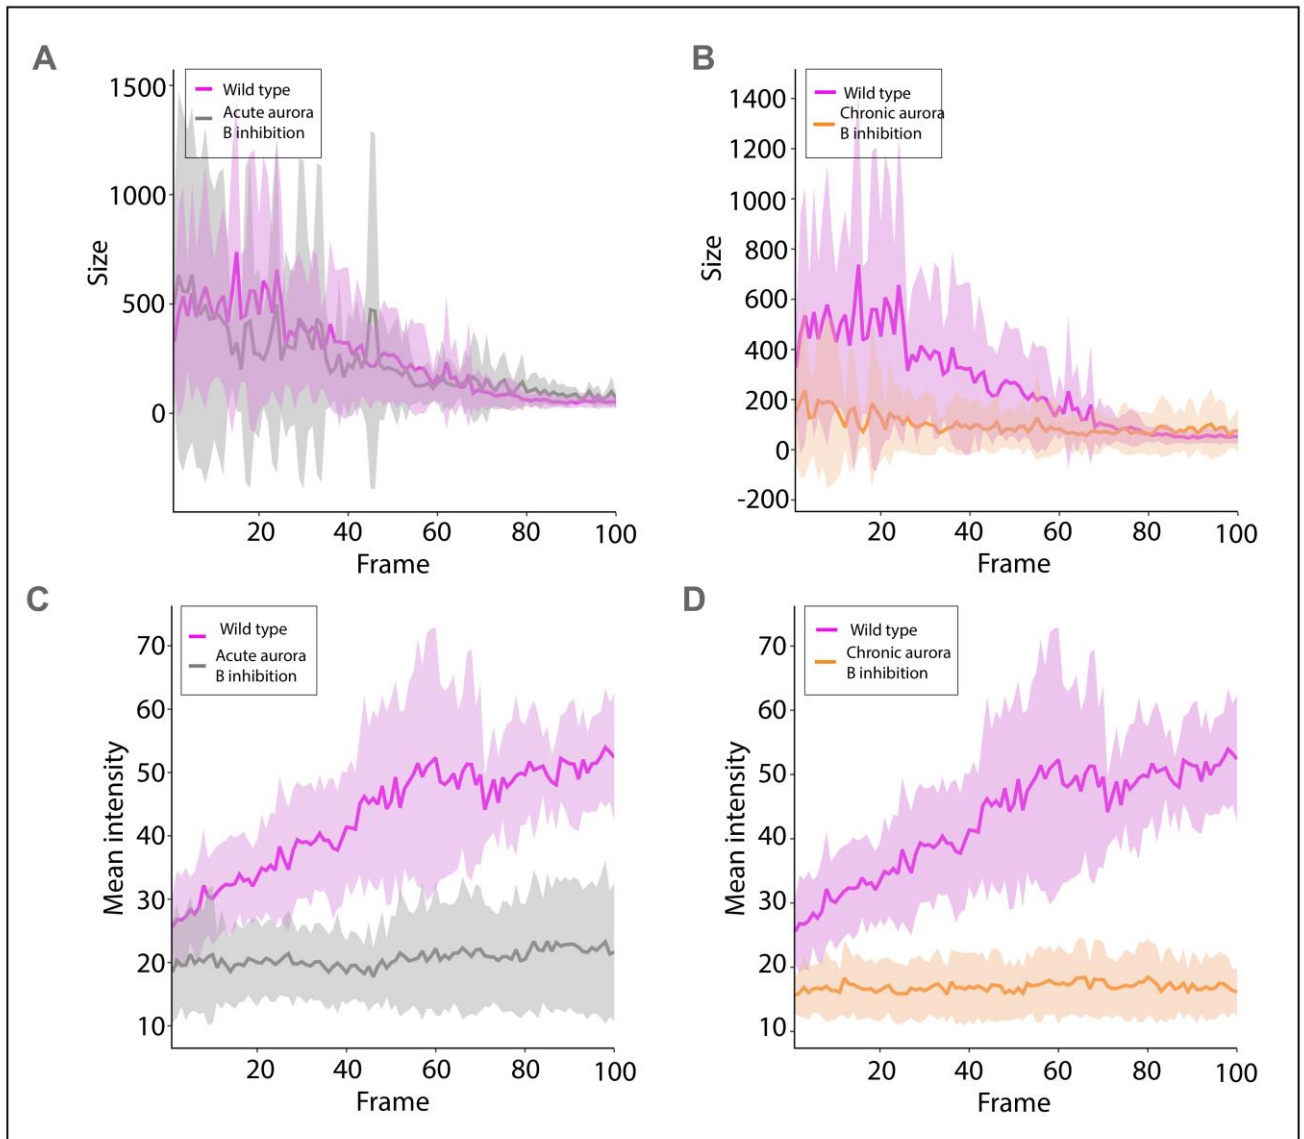 A
1500
1000
500
0
Size
Wild type
Acute aurora
B inhibition
20 40 60 80 100
Frame
B
1400
1200
1000
800
600
400
200
0
-200
Size
Wild type
Chronic aurora
B inhibition
20 40 60 80 100
Frame
C
70
60
50
40
30
20
10
Mean intensity
Wild type
Acute aurora
B inhibition
20 40 60 80 100
Frame
D
70
60
50
40
30
20
10
Mean intensity
Wild type
Chronic aurora
B inhibition
20 40 60 80 100
Frame